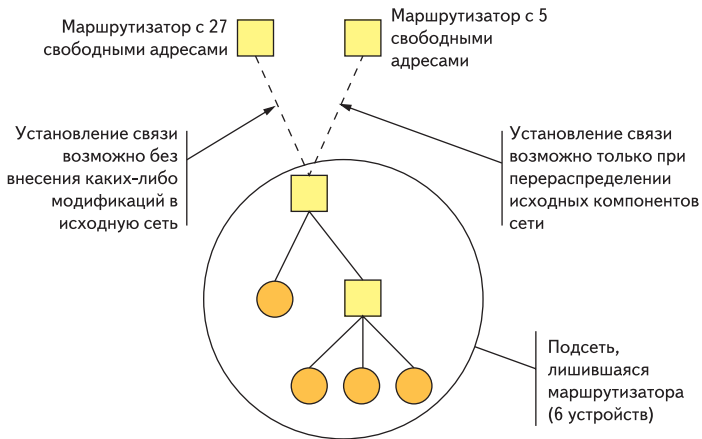 Маршрутизатор с 27
свободными адресами
Маршрутизатор с 5
свободными
адресами
Установление связи
возможно без
внесения каких-либо
модификаций в
исходную сеть
Установление связи
возможно только при
перераспределении
исходных компонентов
сети
Подсеть,
лишившаяся
маршрутизатора
(6 устройств)